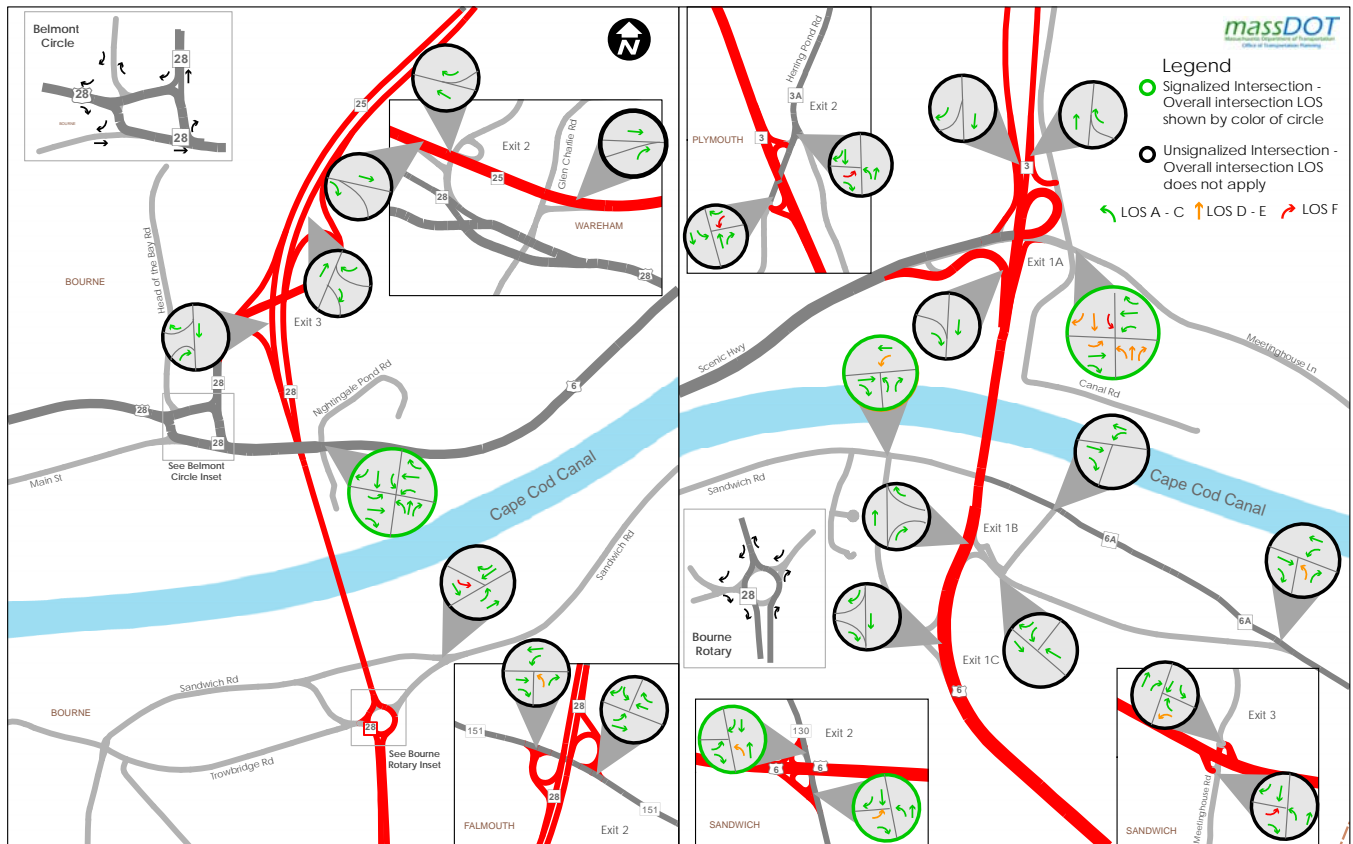 Belmont
Circle
28
28
28
BOURNE
N
25
Exit 2
25
Glen Charlie Rd
28
WAREHAM
28
Head of the Bay Rd
BOURNE
Exit 3
28
Nightingale Pond Rd
6
28
28
28
See Belmont
Circle Inset
Main St
Cape Cod Canal
Sandwich Rd
Sandwich Rd
BOURNE
28
See Bourne
Rotary Inset
Trowbridge Rd
151
28
28
151
FALMOUTH
Exit 2
Herring Pond Rd
3A
Exit 2
PLYMOUTH
3
3
massDOT
Massachusetts Department of Transportation
Office of Transportation Planning
Legend
Signalized Intersection -
Overall intersection LOS
shown by color of circle
Unsignalized Intersection -
Overall intersection LOS
does not apply
LOS A - C
LOS D - E
LOS F
Exit 1A
Scenic Hwy
Meetinghouse Ln
Canal Rd
Cape Cod Canal
Sandwich Rd
Exit 1B
6A
28
Bourne
Rotary
6A
Exit 1C
6
130
Exit 2
6
6
SANDWICH
Exit 3
Meetinghouse Rd
SANDWICH